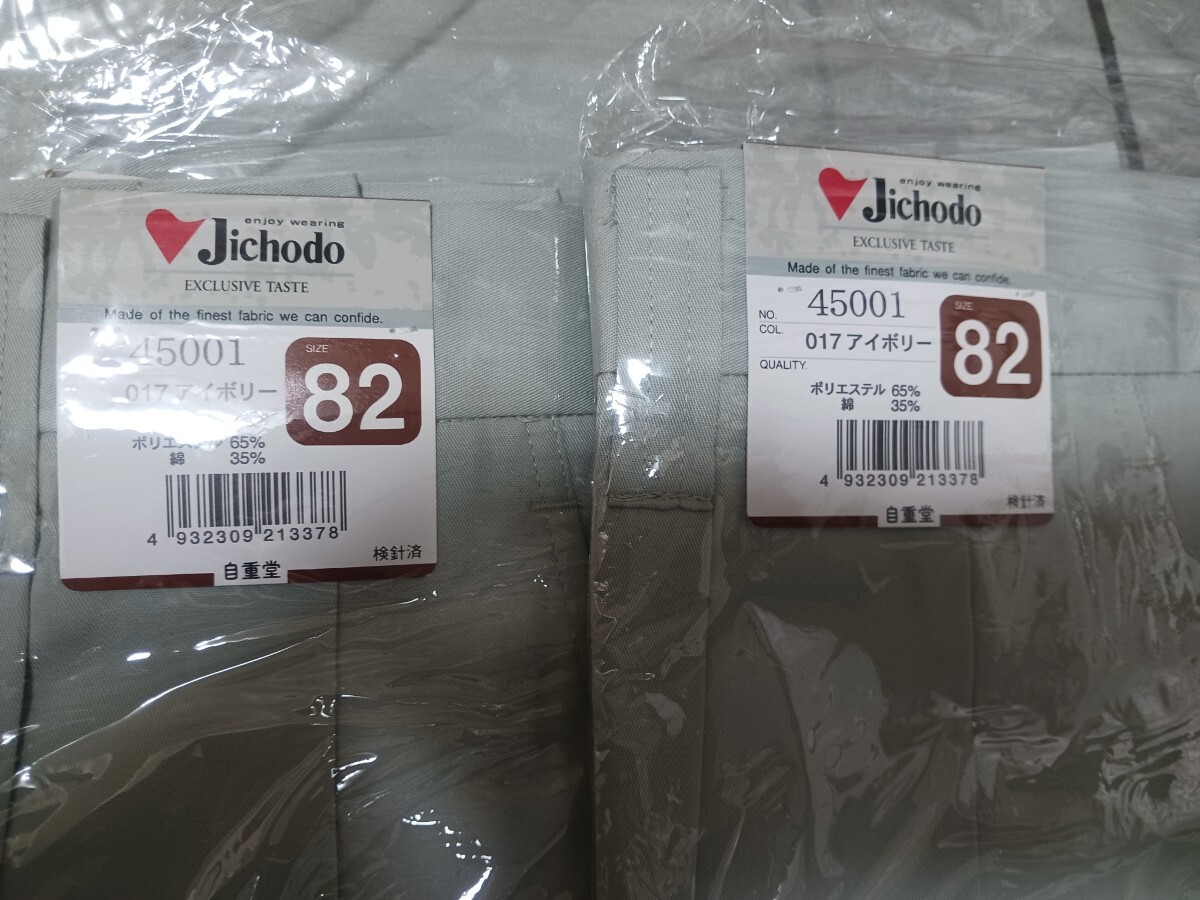 enjoy wearing
Jichodo
EXCLUSIVE TASTE
Made of the finest fabric we can confide.
45001
017 アイボリー
SIZE
82
ポリエステル 65%
綿 35%
4 932309 213378
検針済
自重堂
enjoy wearing
Jichodo
EXCLUSIVE TASTE
Made of the finest fabric we can confide.
NO. 45001
COL. 017 アイボリー
QUALITY.
SIZE
82
ポリエステル 65%
綿 35%
4 932309 213378
検針済
自重堂